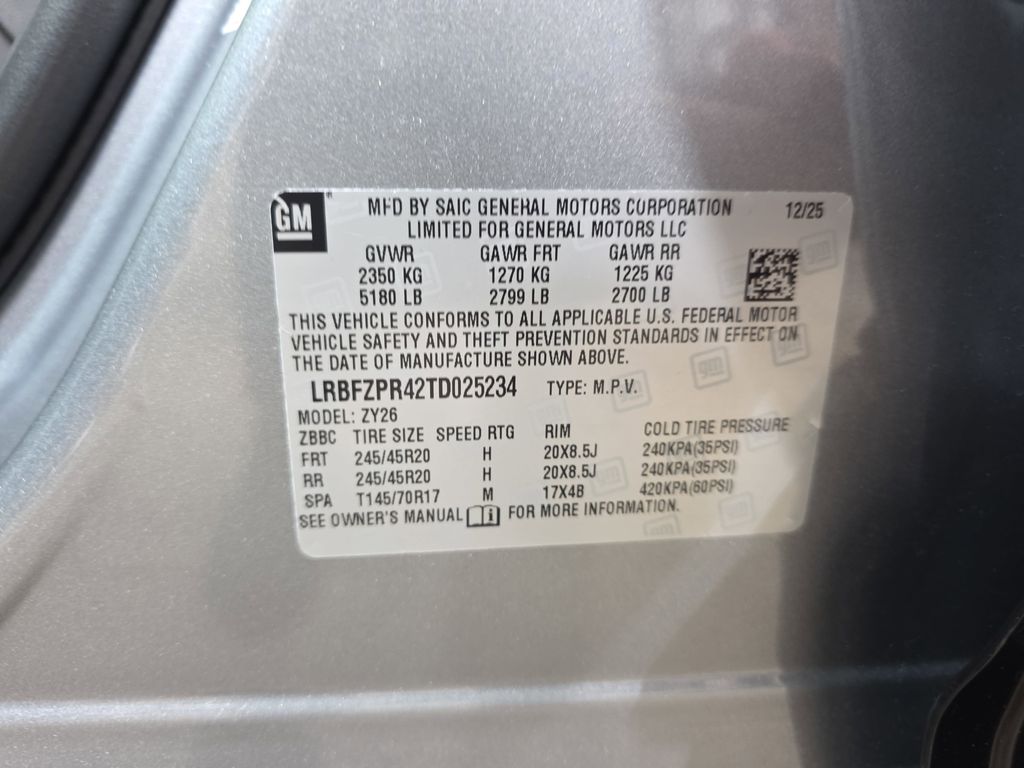 GM
MFD BY SAIC GENERAL MOTORS CORPORATION 12/25
LIMITED FOR GENERAL MOTORS LLC
GVWR GAWR FRT GAWR RR
2350 KG 1270 KG 1225 KG
5180 LB 2799 LB 2700 LB
THIS VEHICLE CONFORMS TO ALL APPLICABLE U.S. FEDERAL MOTOR
VEHICLE SAFETY AND THEFT PREVENTION STANDARDS IN EFFECT ON
THE DATE OF MANUFACTURE SHOWN ABOVE.
LRBFZPR42TD025234 TYPE: M.P.V.
MODEL: ZY26
ZBBC TIRE SIZE SPEED RTG RIM COLD TIRE PRESSURE
FRT 245/45R20 H 20X8.5J 240KPA(35PSI)
RR 245/45R20 H 20X8.5J 240KPA(35PSI)
SPA T145/70R17 M 17X4B 420KPA(60PSI)
SEE OWNER'S MANUAL i FOR MORE INFORMATION.